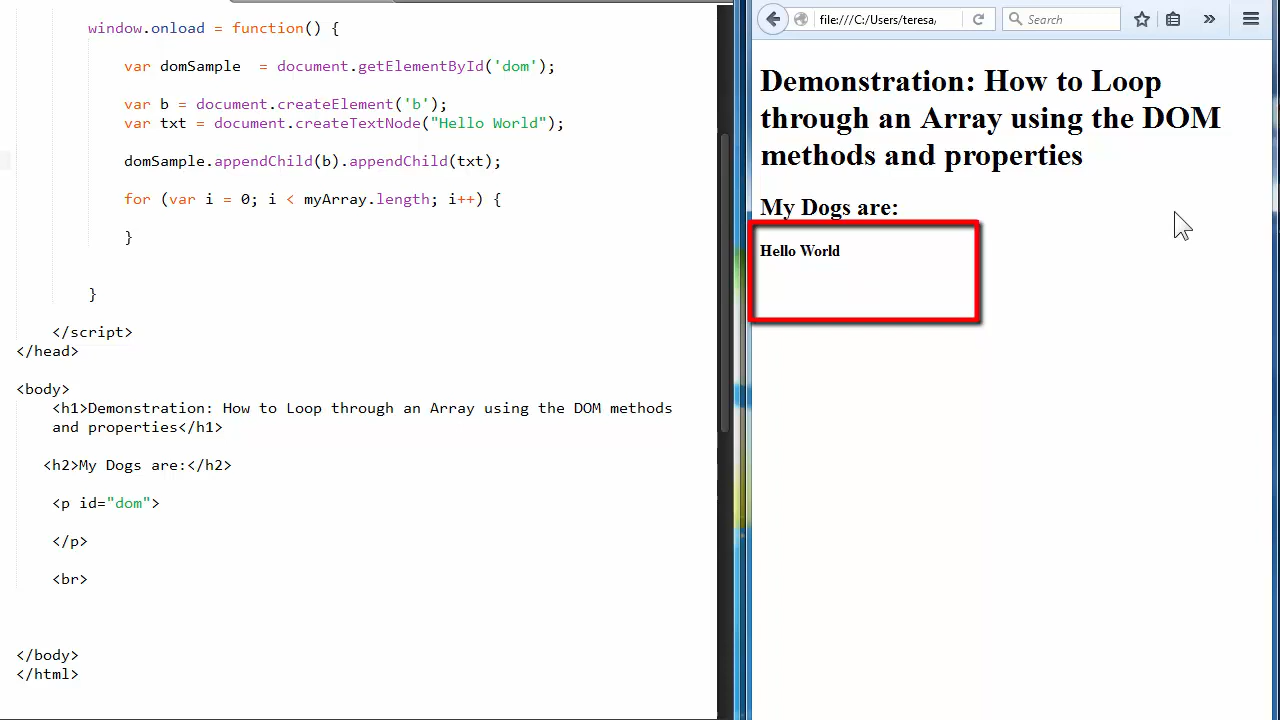 window.onload = function() {
var domSample  = document.getElementById('dom');
var b = document.createElement('b');
var txt = document.createTextNode("Hello World");
domSample.appendChild(b).appendChild(txt);
for (var i = 0; i < myArray.length; i++) {
}
}
</script>
</head>
<body>
<h1>Demonstration: How to Loop through an Array using the DOM methods
and properties</h1>
<h2>My Dogs are:</h2>
<p id="dom">
</p>
<br>
</body>
</html>
file:///C:/Users/teresa/
Search
»
Demonstration: How to Loop
through an Array using the DOM
methods and properties
My Dogs are:
Hello World